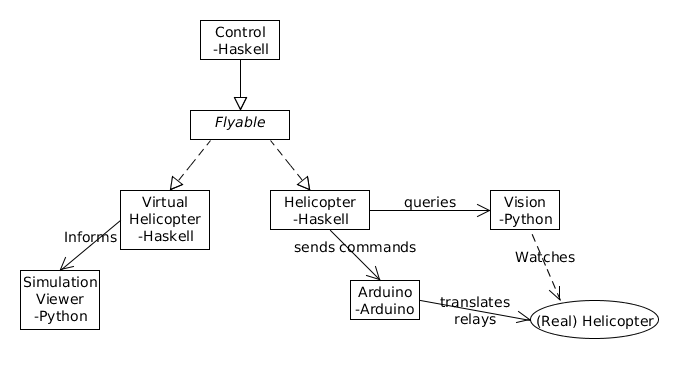 Control
-Haskell
Flyable
Virtual
Helicopter
-Haskell
Helicopter
-Haskell
queries
Vision
-Python
Informs
sends commands
Watches
Simulation
Viewer
-Python
Arduino
-Arduino
translates
relays
(Real) Helicopter